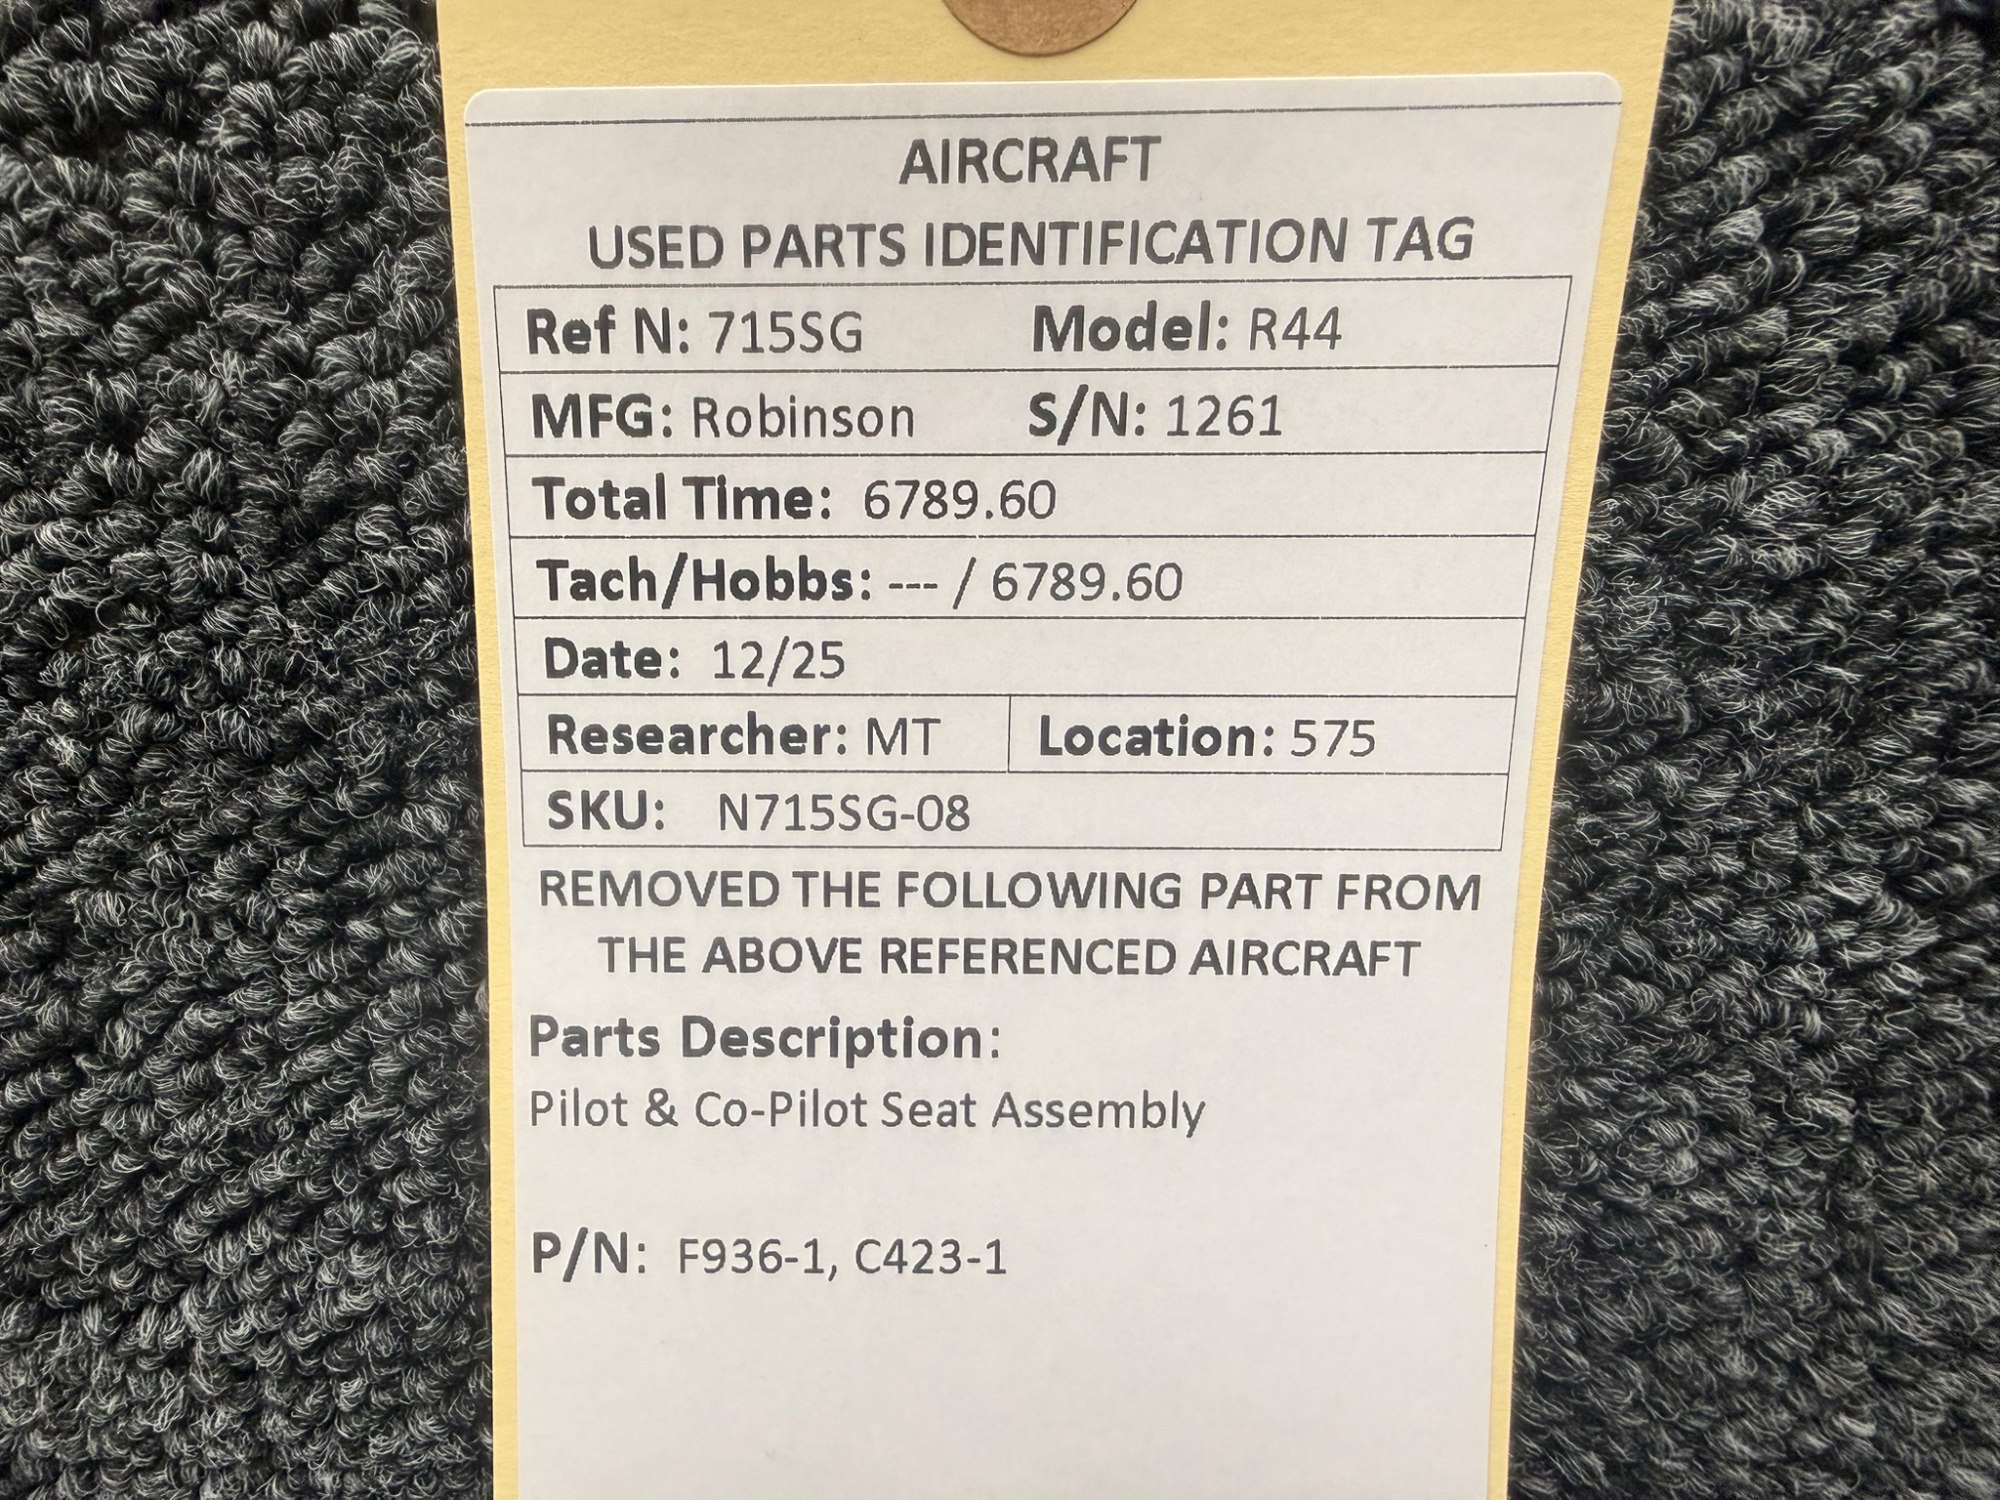 AIRCRAFT
USED PARTS IDENTIFICATION TAG
Ref N: 715SG Model: R44
MFG: Robinson S/N: 1261
Total Time: 6789.60
Tach/Hobbs: --- / 6789.60
Date: 12/25
Researcher: MT Location: 575
SKU: N715SG-08
REMOVED THE FOLLOWING PART FROM
THE ABOVE REFERENCED AIRCRAFT
Parts Description:
Pilot & Co-Pilot Seat Assembly
P/N: F936-1, C423-1